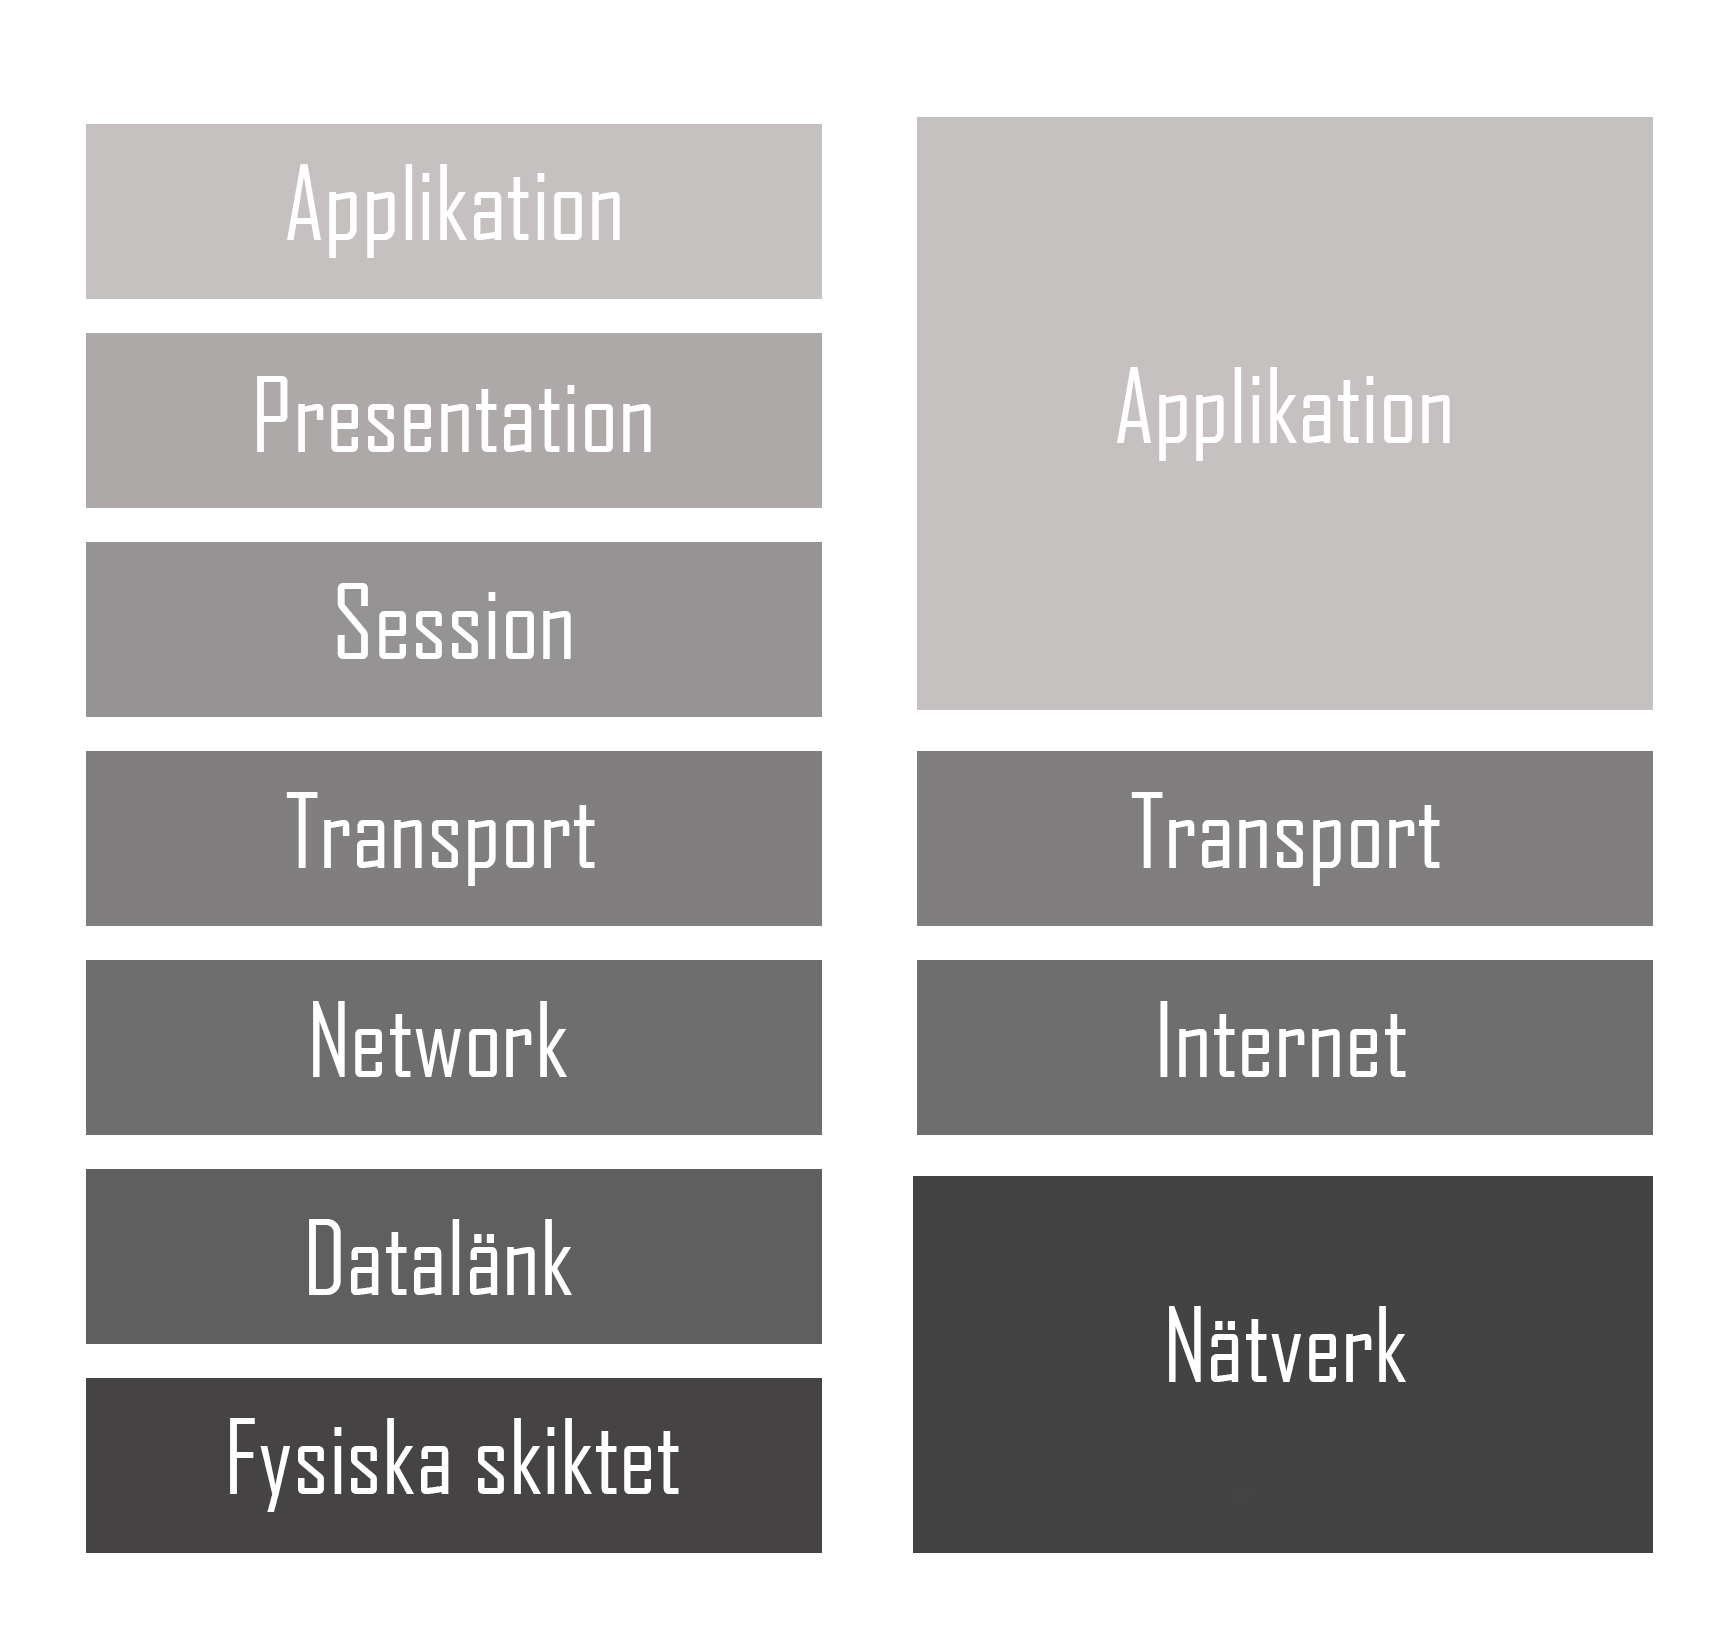 Applikation
Presentation
Session
Transport
Network
Datalänk
Fysiska skiktet
Applikation
Transport
Internet
Nätverk